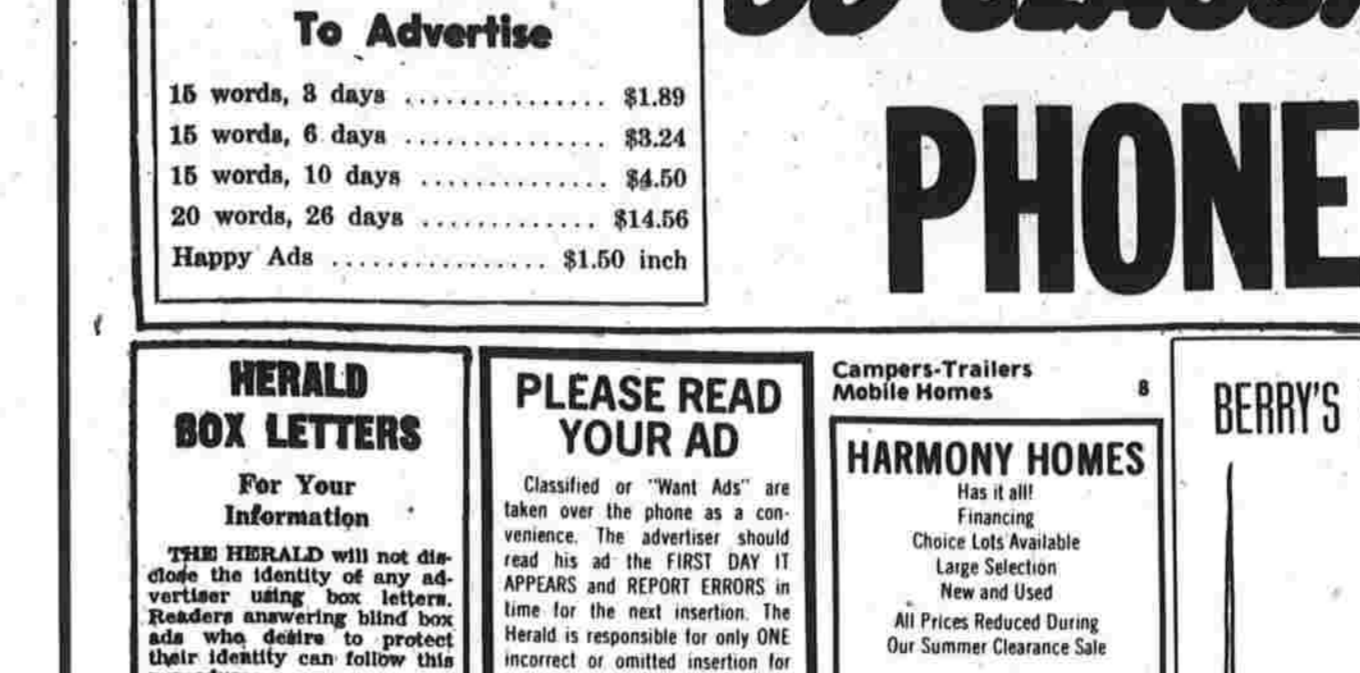 To Advertise
15 words, 3 days ............... $1.89
15 words, 6 days ............... $3.24
15 words, 10 days .............. $4.50
20 words, 26 days ............. $14.56
Happy Ads ................ $1.50 inch
PHONE
HERALD
BOX LETTERS
For Your
Information
THE HERALD will not dis-
close the identity of any ad-
vertiser using box letters.
Readers answering blind box
ads who desire to protect
their identity can follow this
PLEASE READ
YOUR AD
Classified or "Want Ads" are
taken over the phone as a con-
venience. The advertiser should
read his ad the FIRST DAY IT
APPEARS and REPORT ERRORS in
time for the next insertion. The
Herald is responsible for only ONE
incorrect or omitted insertion for
Campers-Trailers
Mobile Homes 8
HARMONY HOMES
Has it all!
Financing
Choice Lots Available
Large Selection
New and Used
All Prices Reduced During
Our Summer Clearance Sale
BERRY'S